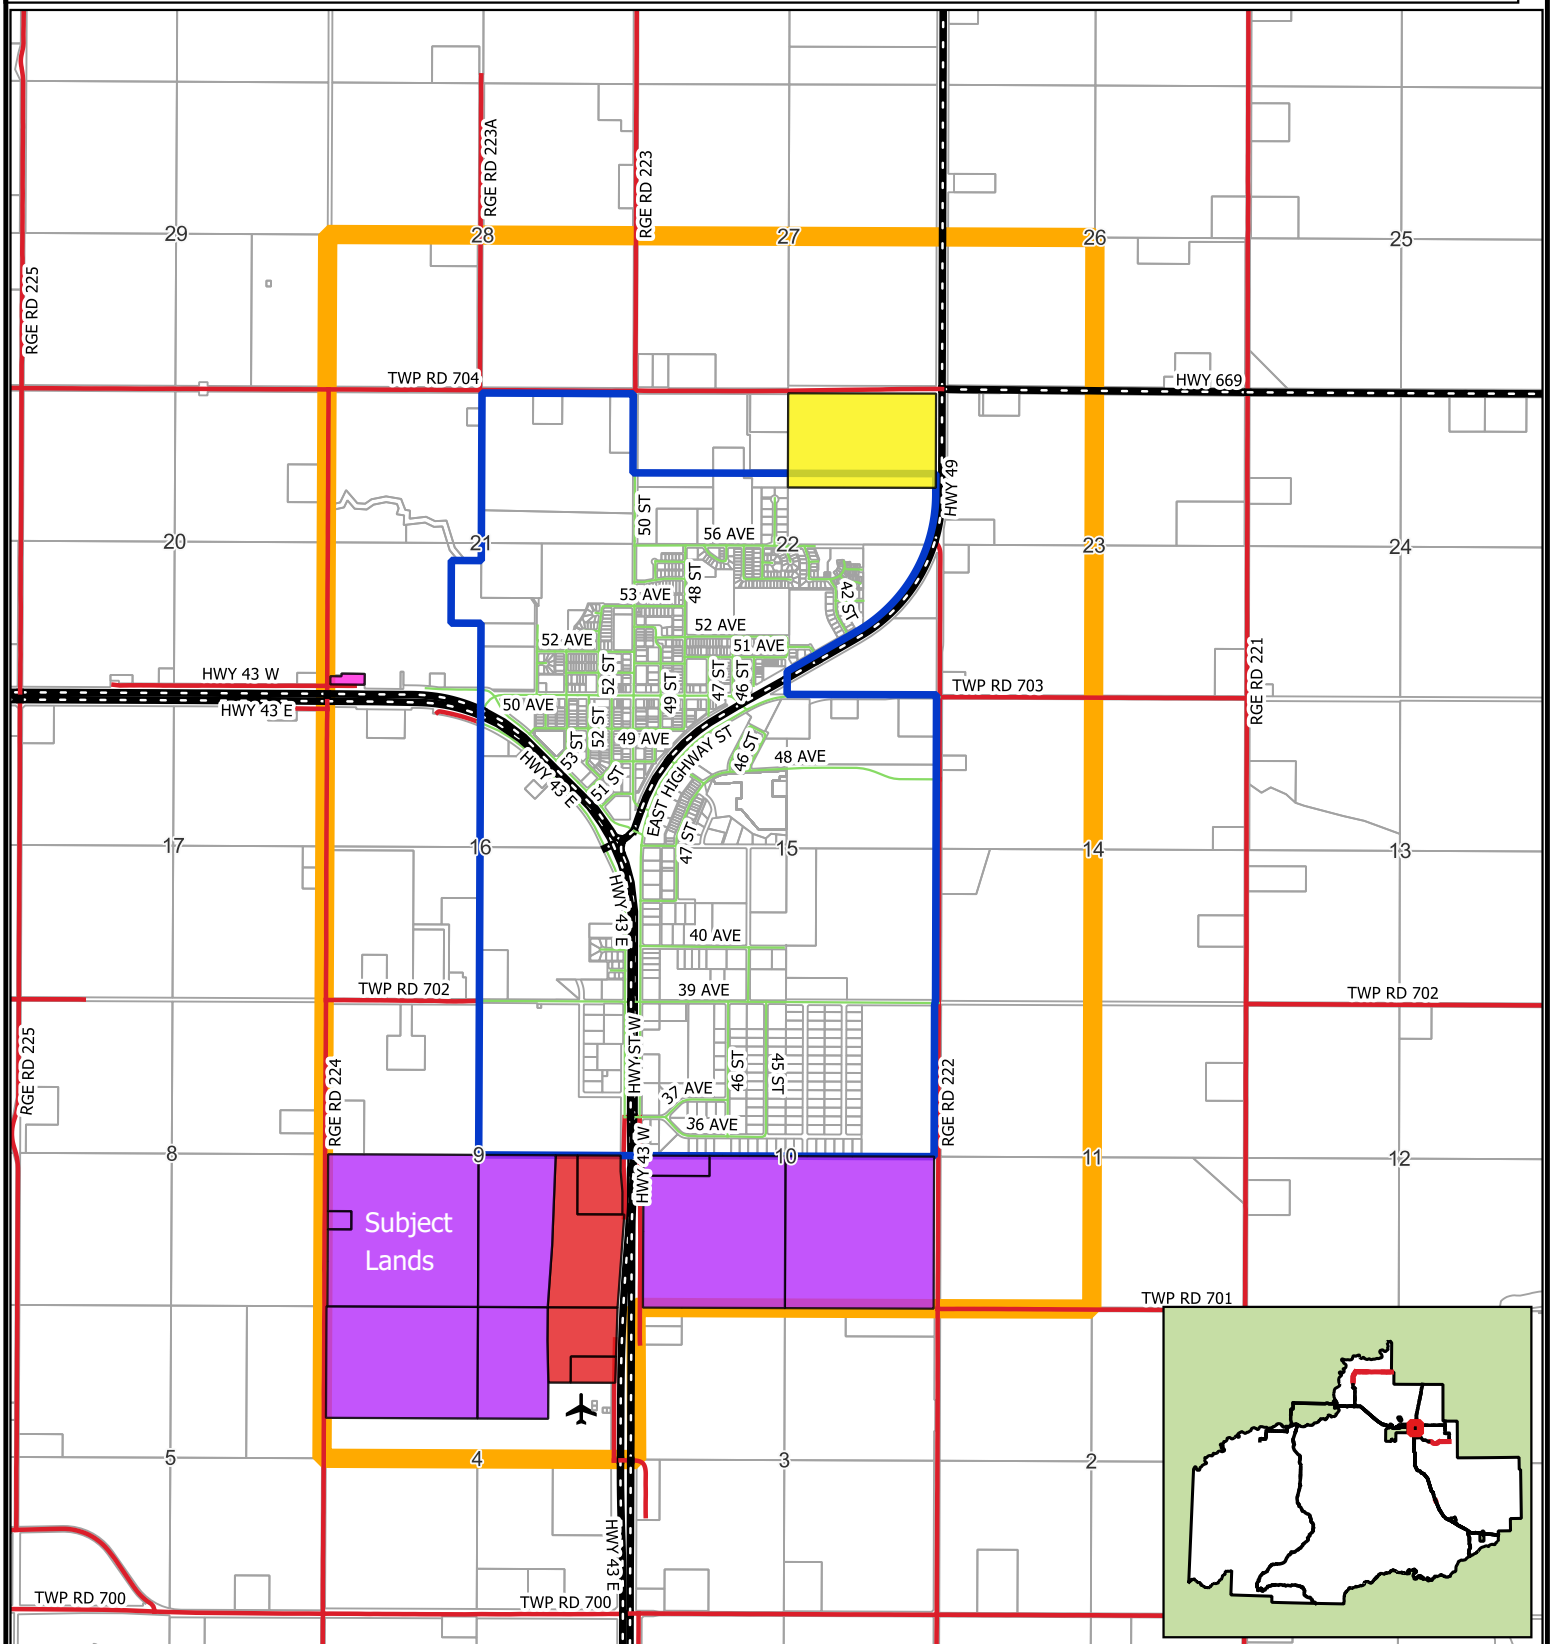 RGE RD 223A
RGE RD 223
29
28
27
26
25
RGE RD 225
TWP RD 704
HWY 669
HWY 49
50 ST
56 AVE
20
21
22
23
24
48 ST
53 AVE
42 ST
52 AVE
52 AVE
51 AVE
52 ST
HWY 43 W
49 ST
47 ST
46 ST
TWP RD 703
RGE RD 221
HWY 43 E
50 AVE
52 ST
49 AVE
53 ST
46 ST
48 AVE
HWY 43 E
51 ST
EAST HIGHWAY ST
47 ST
17
16
15
14
13
HWY 43 E
40 AVE
TWP RD 702
39 AVE
TWP RD 702
RGE RD 225
RGE RD 224
HWY ST W
46 ST
45 ST
RGE RD 222
37 AVE
36 AVE
HWY 43 W
8
9
10
11
12
Subject
Lands
TWP RD 701
5
4
3
2
HWY 43 E
TWP RD 700
TWP RD 700